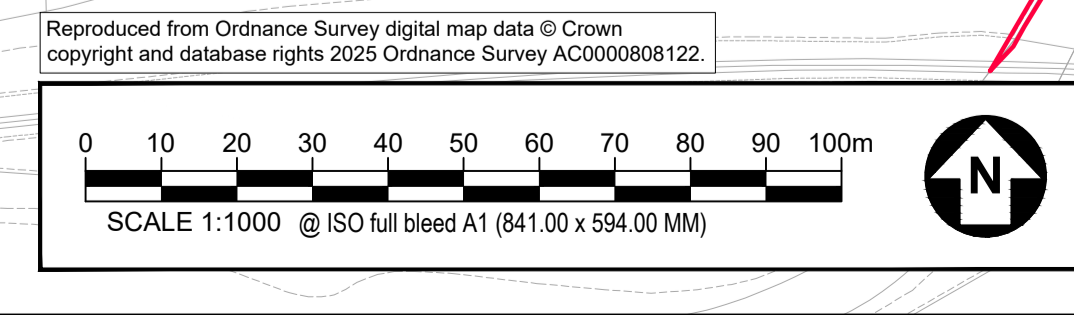 Reproduced from Ordnance Survey digital map data © Crown
copyright and database rights 2025 Ordnance Survey AC0000808122.
0 10 20 30 40 50 60 70 80 90 100m
SCALE 1:1000 @ ISO full bleed A1 (841.00 x 594.00 MM)
N